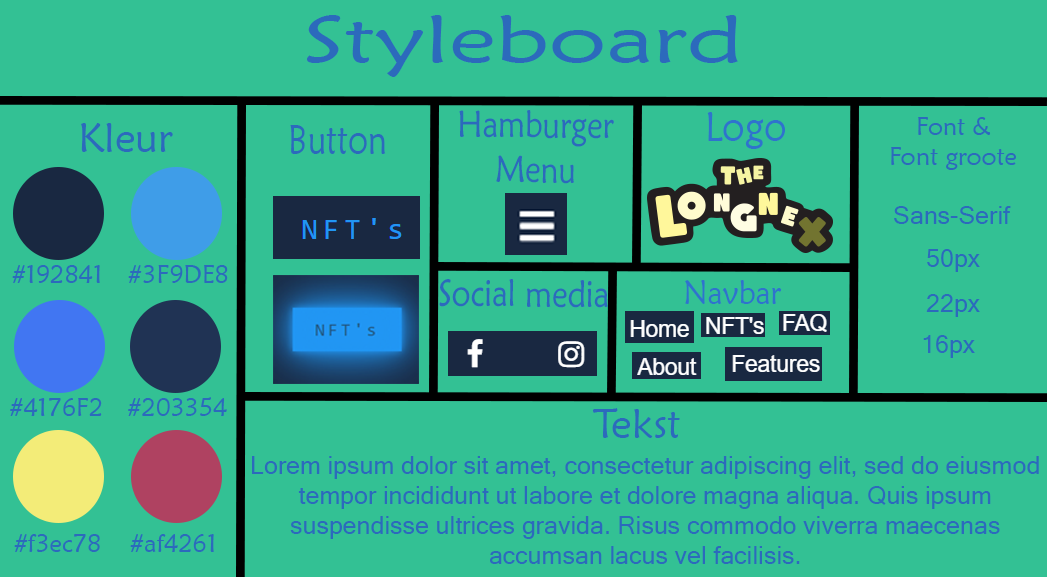 Styleboard
Kleur
#192841 #3F9DE8
#4176F2 #203354
#f3ec78 #af4261
Button
NFT's
NFT's
Hamburger
Menu
Logo
THE
LONGNEX
Font &
Font groote
Sans-Serif
50px
22px
16px
Social media
Navbar
Home NFT's FAQ
About Features
Tekst
Lorem ipsum dolor sit amet, consectetur adipiscing elit, sed do eiusmod
tempor incididunt ut labore et dolore magna aliqua. Quis ipsum
suspendisse ultrices gravida. Risus commodo viverra maecenas
accumsan lacus vel facilisis.